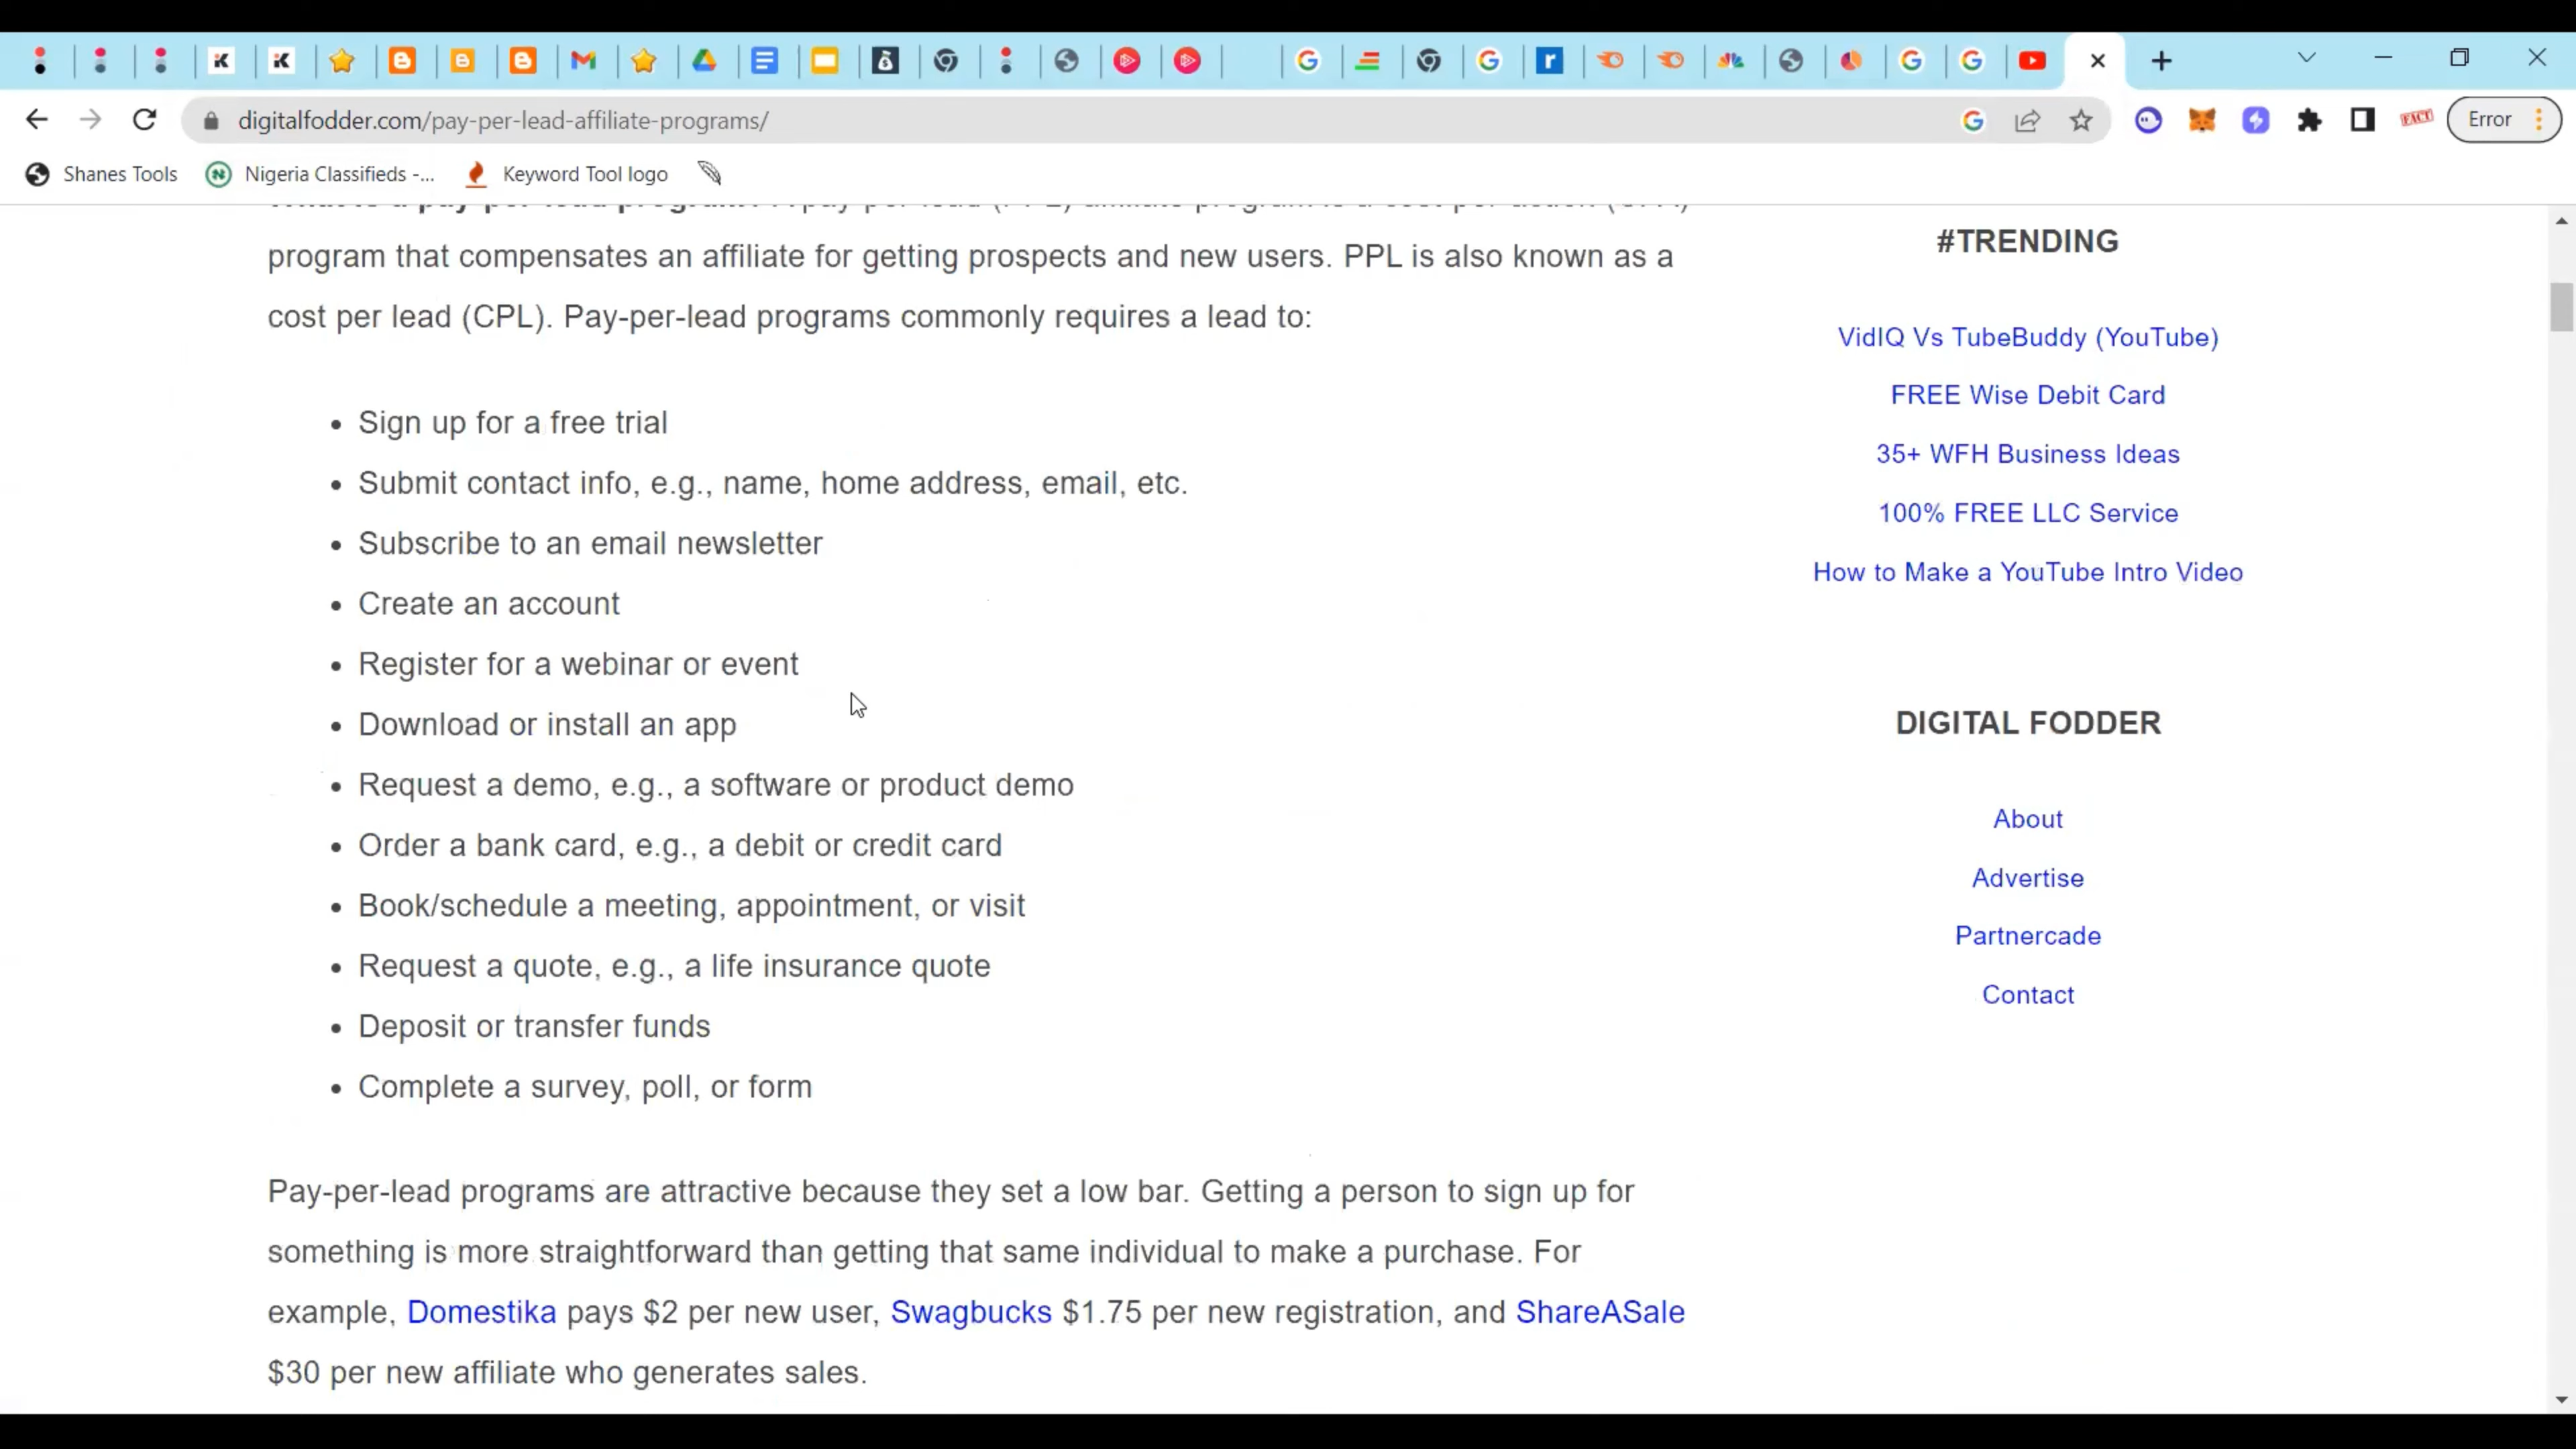 digitalfodder.com/pay-per-lead-affiliate-programs/
Error
Shanes Tools
Nigeria Classifieds -...
Keyword Tool logo
program that compensates an affiliate for getting prospects and new users. PPL is also known as a
cost per lead (CPL). Pay-per-lead programs commonly requires a lead to:
• Sign up for a free trial
• Submit contact info, e.g., name, home address, email, etc.
• Subscribe to an email newsletter
• Create an account
• Register for a webinar or event
• Download or install an app
• Request a demo, e.g., a software or product demo
• Order a bank card, e.g., a debit or credit card
• Book/schedule a meeting, appointment, or visit
• Request a quote, e.g., a life insurance quote
• Deposit or transfer funds
• Complete a survey, poll, or form
Pay-per-lead programs are attractive because they set a low bar. Getting a person to sign up for
something is more straightforward than getting that same individual to make a purchase. For
example, Domestika pays $2 per new user, Swagbucks $1.75 per new registration, and ShareASale
$30 per new affiliate who generates sales.
#TRENDING
VidIQ Vs TubeBuddy (YouTube)
FREE Wise Debit Card
35+ WFH Business Ideas
100% FREE LLC Service
How to Make a YouTube Intro Video
DIGITAL FODDER
About
Advertise
Partnercade
Contact